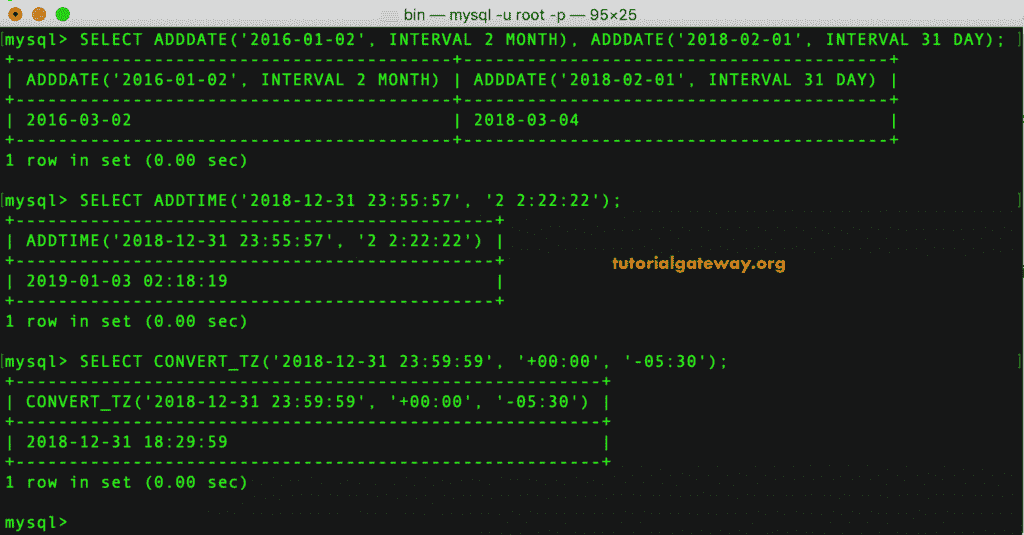 bin — mysql -u root -p — 95×25
[mysql> SELECT ADDDATE('2016-01-02', INTERVAL 2 MONTH), ADDDATE('2018-02-01', INTERVAL 31 DAY); ]
+-----------------------------------------+----------------------------------------+
| ADDDATE('2016-01-02', INTERVAL 2 MONTH) | ADDDATE('2018-02-01', INTERVAL 31 DAY) |
+-----------------------------------------+----------------------------------------+
| 2016-03-02                              | 2018-03-04                             |
+-----------------------------------------+----------------------------------------+
1 row in set (0.00 sec)
[mysql> SELECT ADDTIME('2018-12-31 23:55:57', '2 2:22:22'); ]
+---------------------------------------------+
| ADDTIME('2018-12-31 23:55:57', '2 2:22:22') |
+---------------------------------------------+
tutorialgateway.org
| 2019-01-03 02:18:19                         |
+---------------------------------------------+
1 row in set (0.00 sec)
[mysql> SELECT CONVERT_TZ('2018-12-31 23:59:59', '+00:00', '-05:30'); ]
+-------------------------------------------------------+
| CONVERT_TZ('2018-12-31 23:59:59', '+00:00', '-05:30') |
+-------------------------------------------------------+
| 2018-12-31 18:29:59                                   |
+-------------------------------------------------------+
1 row in set (0.00 sec)
mysql>